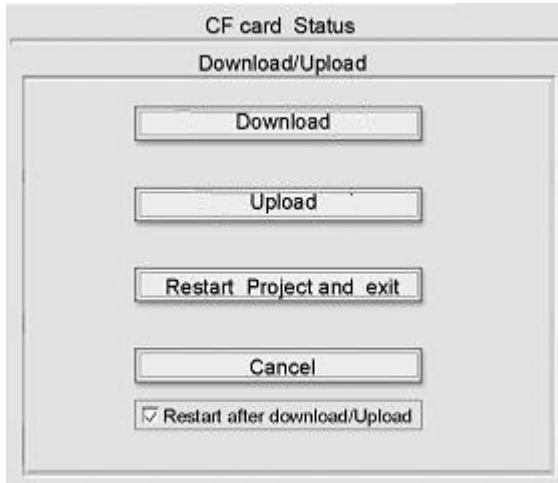 CF card Status
Download/Upload
Download
Upload
Restart Project and exit
Cancel
Restart after download/Upload